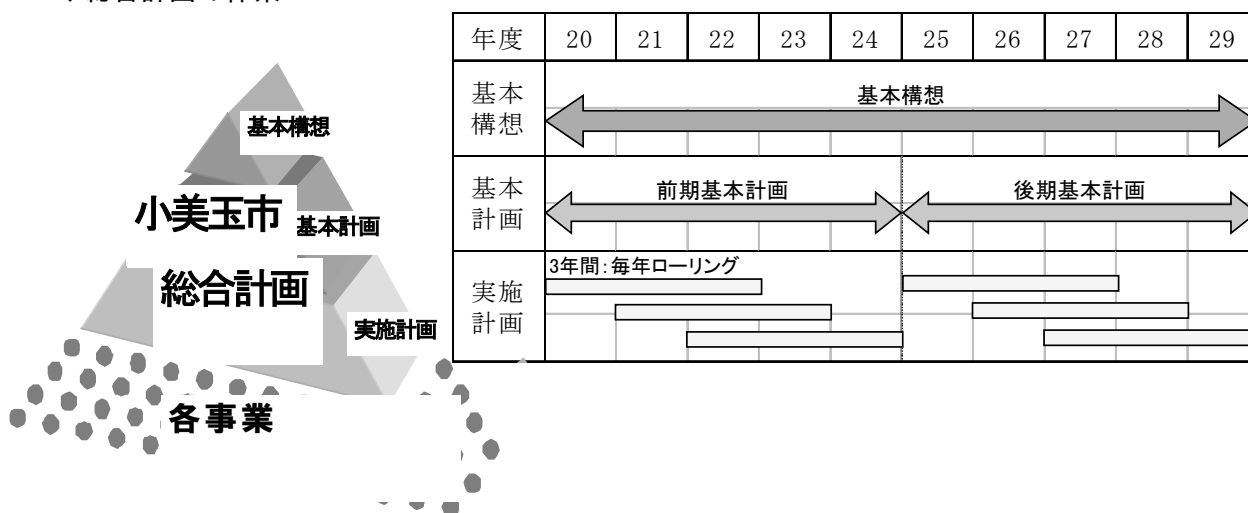 年度 20 21 22 23 24 25 26 27 28 29
基本
構想
基本構想
基本
計画
前期基本計画 後期基本計画
実施
計画
3年間:毎年ローリング
基本構想
小美玉市
基本計画
総合計画
実施計画
各事業